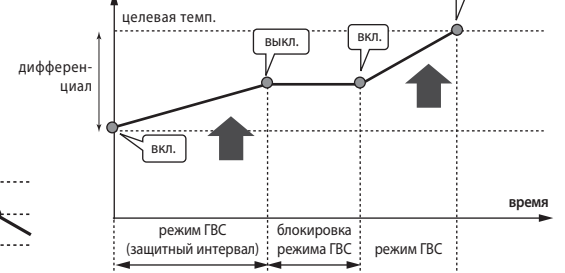 целевая темп.
выкл.
вкл.
дифферен-
циал
вкл.
время
режим ГВС
(защитный интервал)
блокировка
режима ГВС
режим ГВС